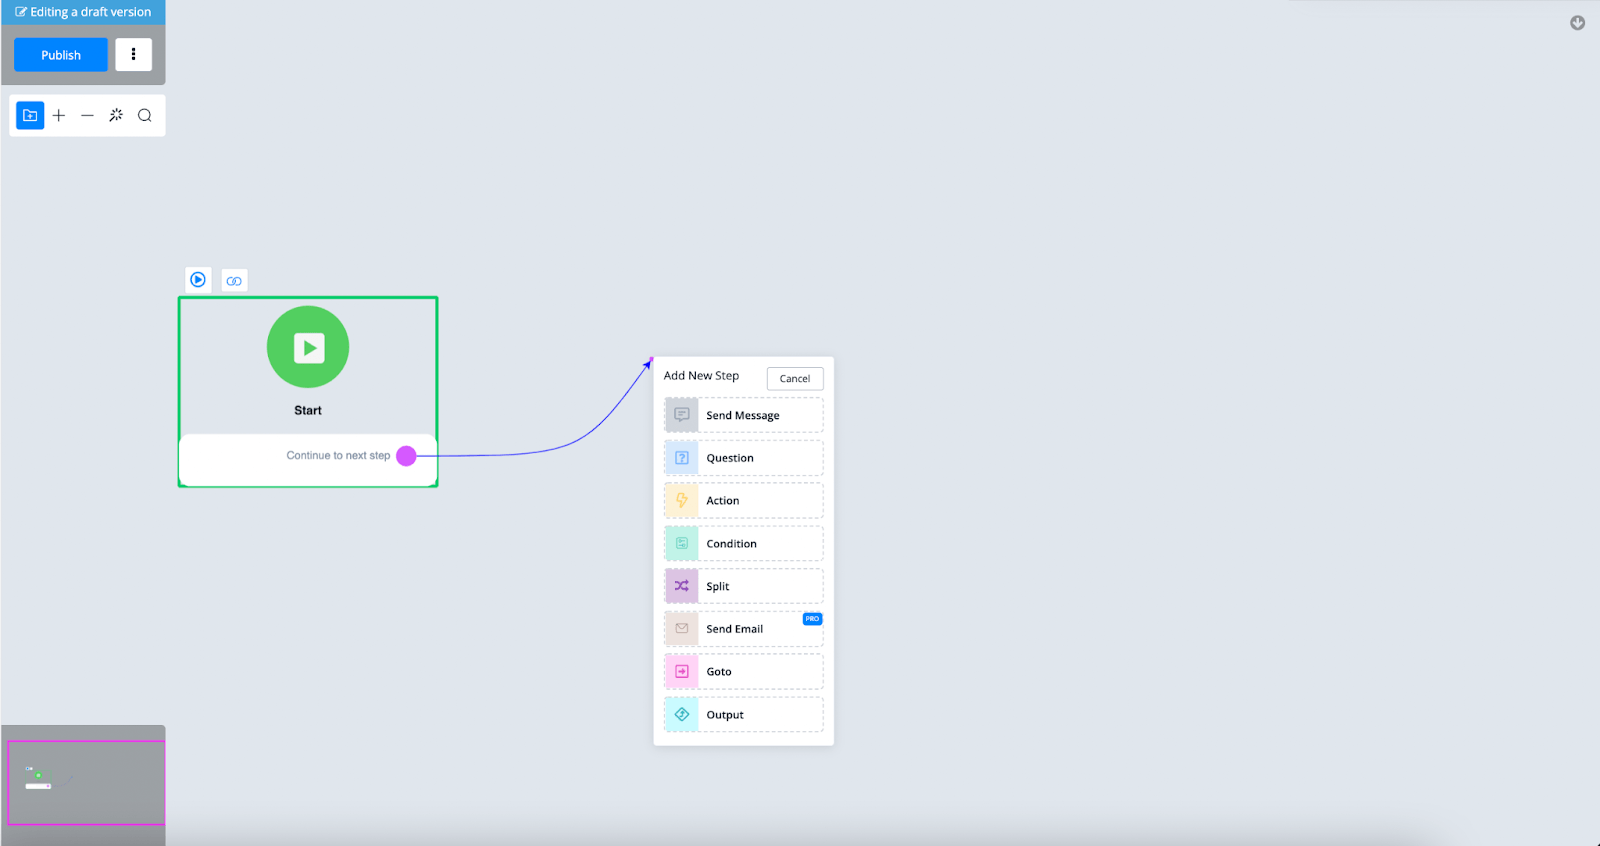 Editing a draft version
Publish
Start
Continue to next step
Add New Step
Cancel
Send Message
Question
Action
Condition
Split
PRO
Send Email
Goto
Output